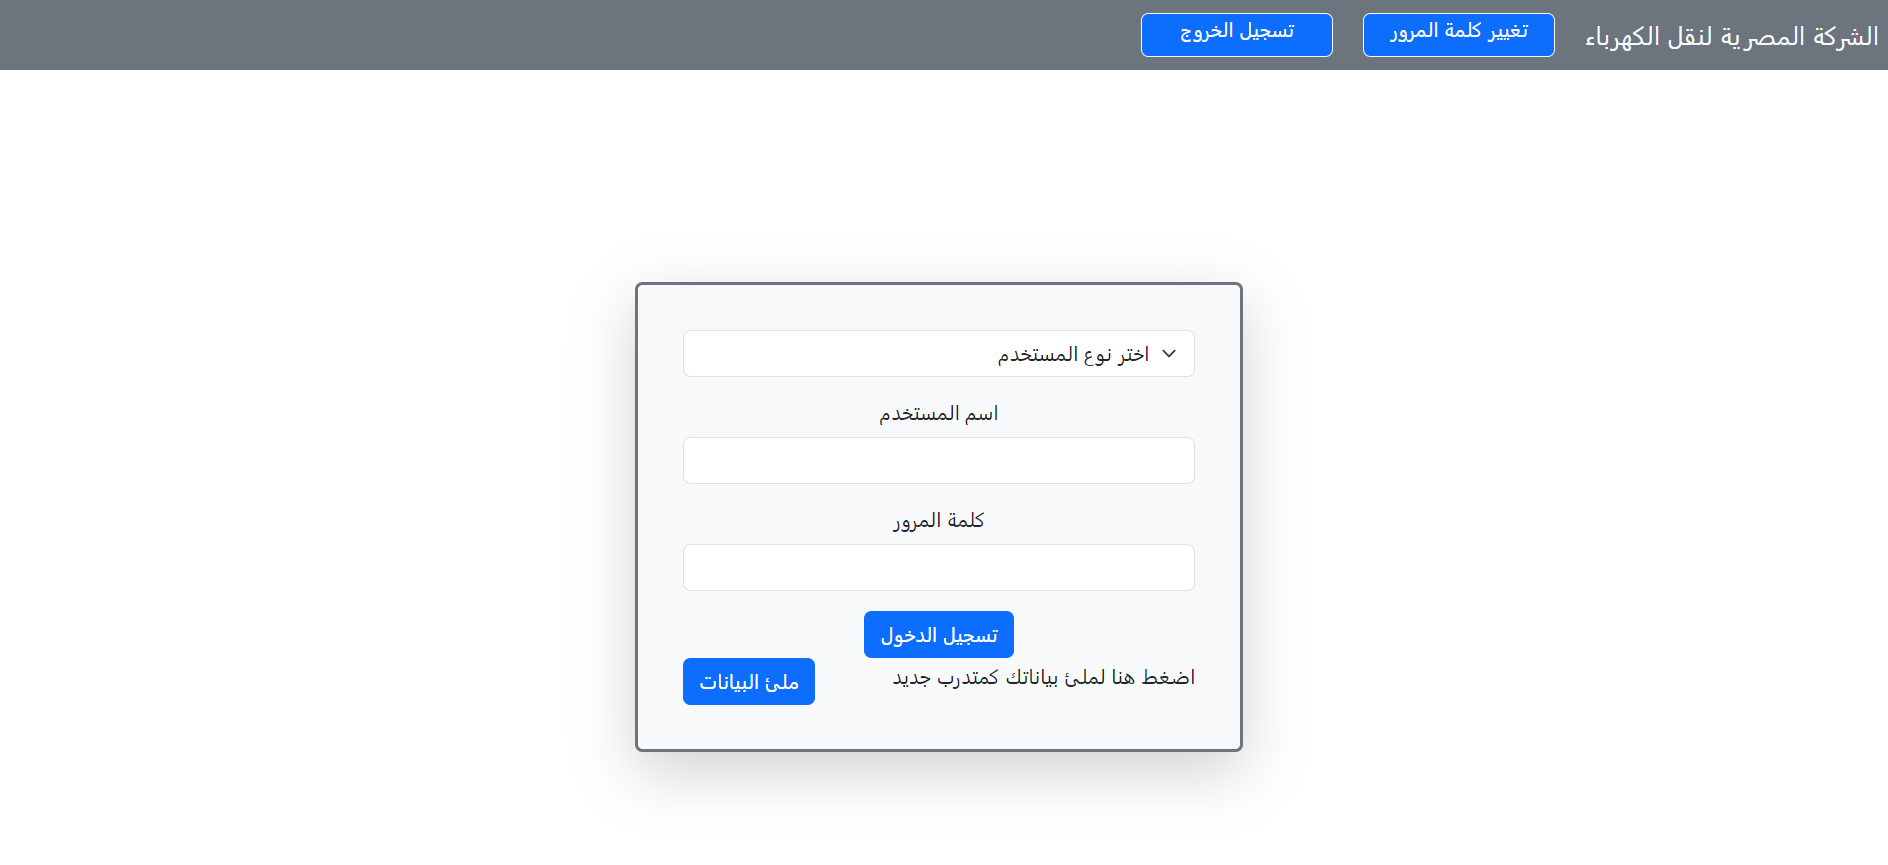 الشركة المصرية لنقل الكهرباء
تغيير كلمة المرور
تسجيل الخروج
اختر نوع المستخدم
اسم المستخدم
كلمة المرور
تسجيل الدخول
اضغط هنا لملئ بياناتك كمتدرب جديد
ملئ البيانات